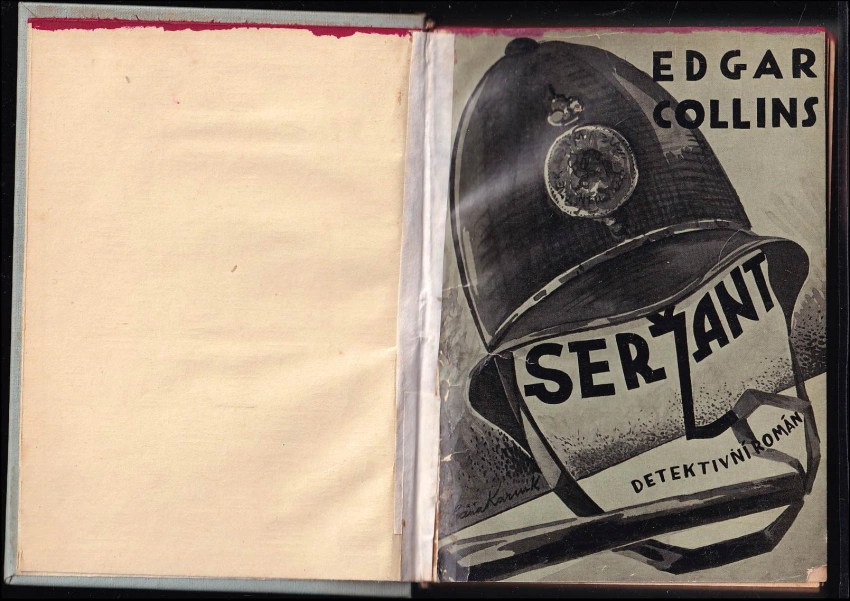 EDGAR
COLLINS
SERŽANT
DETEKTIVNÍ ROMÁN